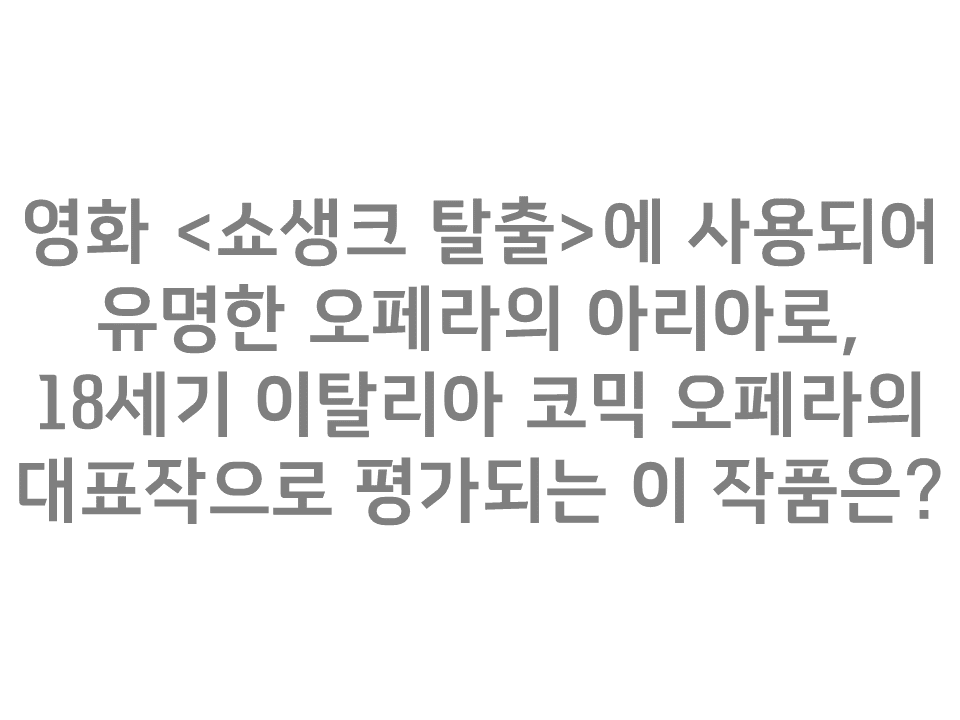 영화 <쇼생크 탈출>에 사용되어
유명한 오페라의 아리아로,
18세기 이탈리아 코믹 오페라의
대표작으로 평가되는 이 작품은?